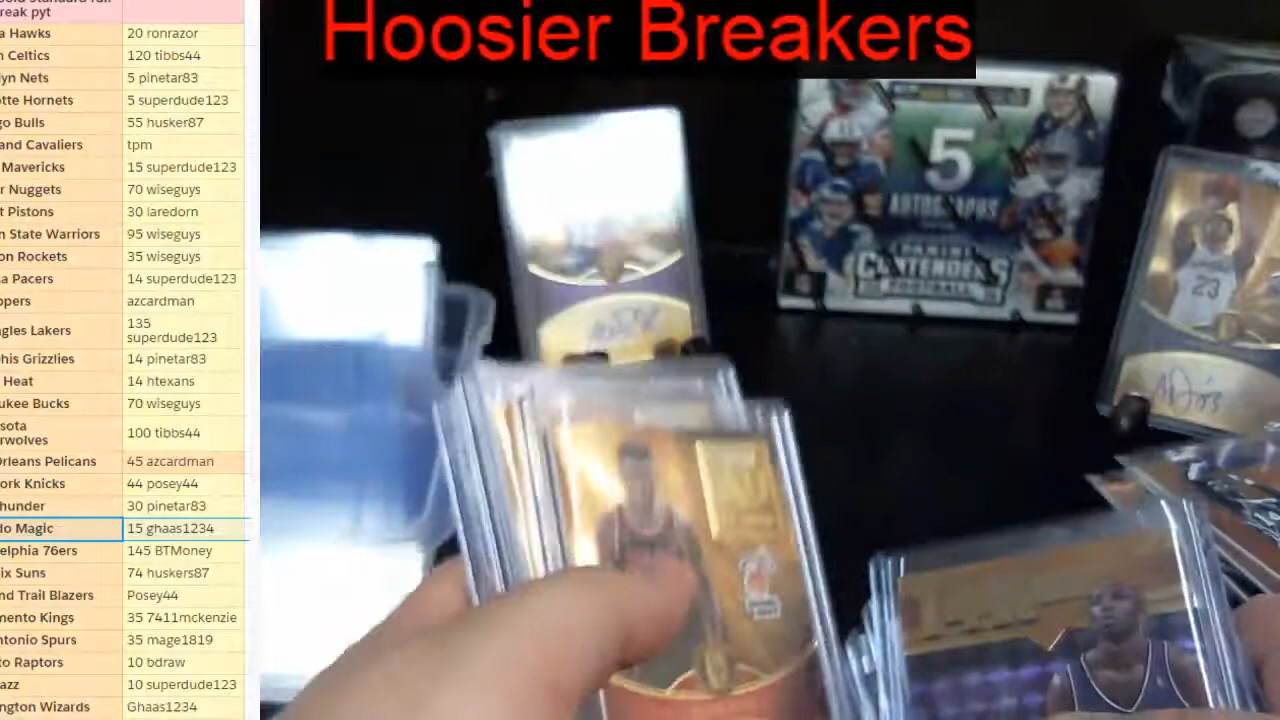 Hoosier Breakers
reak pyt
a Hawks 20 ronrazor
n Celtics 120 tibbs44
lyn Nets 5 pinetar83
otte Hornets 5 superdude123
go Bulls 55 husker87
and Cavaliers tpm
Mavericks 15 superdude123
r Nuggets 70 wiseguys
t Pistons 30 laredorn
n State Warriors 95 wiseguys
on Rockets 35 wiseguys
a Pacers 14 superdude123
ppers azcardman
ngles Lakers 135
superdude123
his Grizzlies 14 pinetar83
Heat 14 htexans
ukee Bucks 70 wiseguys
sota
rwolves 100 tibbs44
Orleans Pelicans 45 azcardman
ork Knicks 44 posey44
hunder 30 pinetar83
do Magic 15 ghaas1234
elphia 76ers 145 BTMoney
ix Suns 74 huskers87
nd Trail Blazers Posey44
mento Kings 35 7411mckenzie
ntonio Spurs 35 mage1819
to Raptors 10 bdraw
azz 10 superdude123
ngton Wizards Ghaas1234
5
AUTOGRAPHS
PANINI
CONTENDERS
FOOTBALL
23